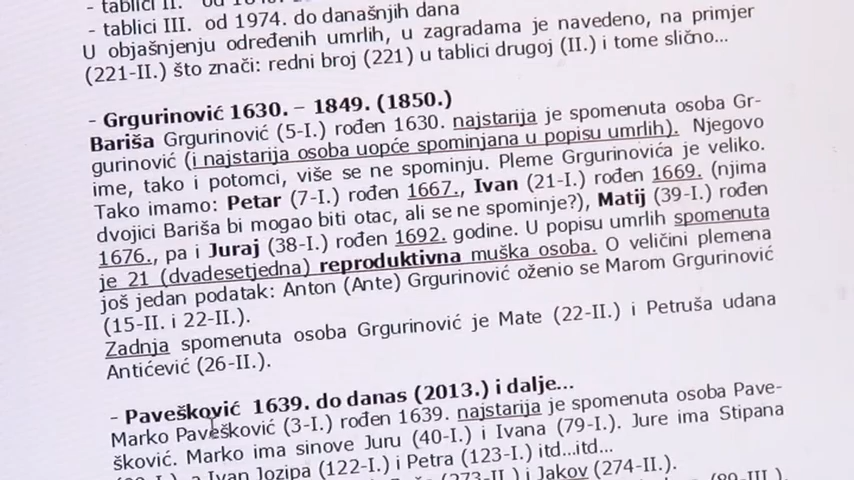 - tablici II. od
- tablici III. od 1974. do današnjih dana
U objašnjenju određenih umrlih, u zagradama je navedeno, na primjer
(221-II.) što znači: redni broj (221) u tablici drugoj (II.) i tome slično...
- Grgurinović 1630. – 1849. (1850.)
Bariša Grgurinović (5-I.) rođen 1630. najstarija je spomenuta osoba Gr-
gurinović (i najstarija osoba uopće spominjana u popisu umrlih). Njegovo
ime, tako i potomci, više se ne spominju. Pleme Grgurinovića je veliko.
Tako imamo: Petar (7-I.) rođen 1667., Ivan (21-I.) rođen 1669. (njima
dvojici Bariša bi mogao biti otac, ali se ne spominje?), Matij (39-I.) rođen
1676., pa i Juraj (38-I.) rođen 1692. godine. U popisu umrlih spomenuta
je 21 (dvadesetjedna) reproduktivna muška osoba. O veličini plemena
još jedan podatak: Anton (Ante) Grgurinović oženio se Marom Grgurinović
(15-II. i 22-II.).
Zadnja spomenuta osoba Grgurinović je Mate (22-II.) i Petruša udana
Antićević (26-II.).
- Pavešković 1639. do danas (2013.) i dalje...
Marko Pavešković (3-I.) rođen 1639. najstarija je spomenuta osoba Pave-
šković. Marko ima sinove Juru (40-I.) i Ivana (79-I.). Jure ima Stipana
a Ivan Jozipa (122-I.) i Petra (123-I.) itd...itd...
(273-II.) i Jakov (274-II.).